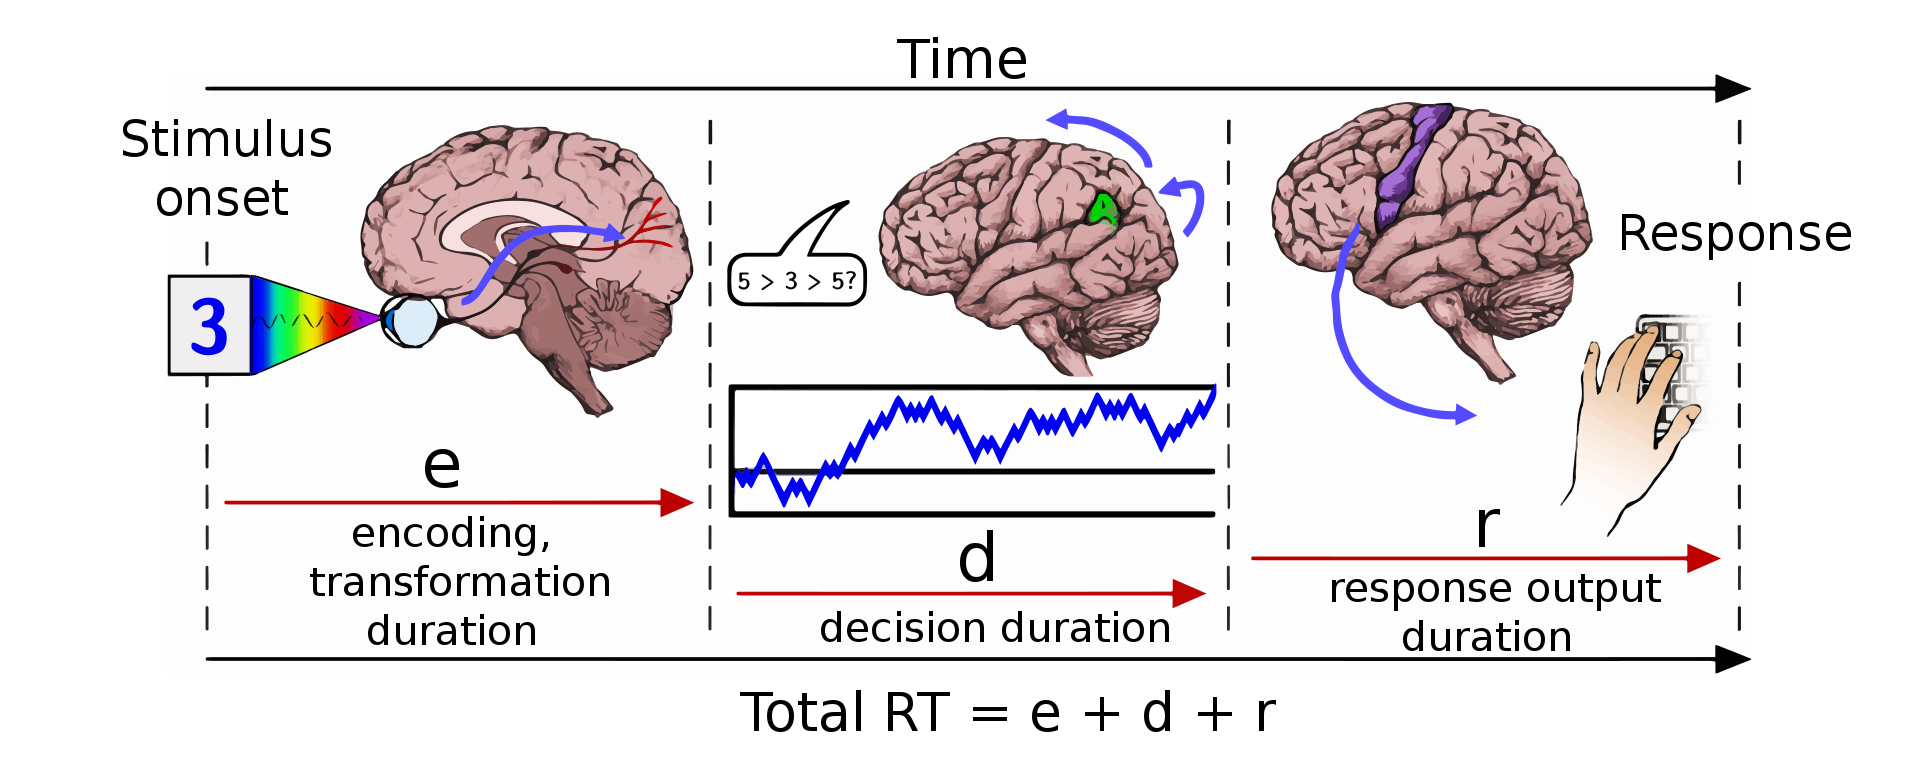 Time
Stimulus
onset
3
5 > 3 > 5?
Response
e
encoding,
transformation
duration
d
decision duration
r
response output
duration
Total RT = e + d + r